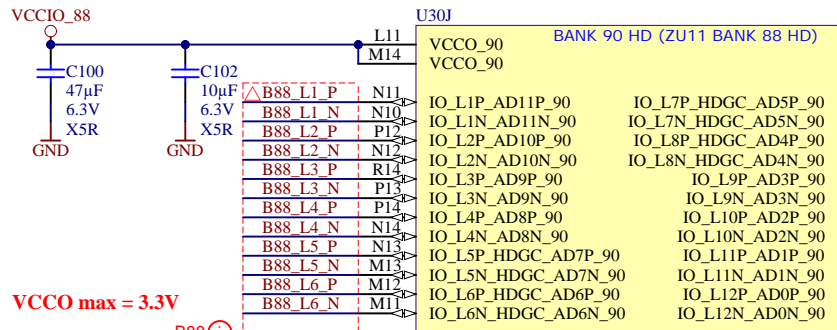 VCCIO_88
U30J
BANK 90 HD (ZU11 BANK 88 HD)
L11 VCCO_90
M14 VCCO_90
C100
47µF
6.3V
X5R
GND
C102
10µF
6.3V
X5R
GND
B88_L1_P N11 IO_L1P_AD11P_90 IO_L7P_HDGC_AD5P_90
B88_L1_N N10 IO_L1N_AD11N_90 IO_L7N_HDGC_AD5N_90
B88_L2_P P12 IO_L2P_AD10P_90 IO_L8P_HDGC_AD4P_90
B88_L2_N N12 IO_L2N_AD10N_90 IO_L8N_HDGC_AD4N_90
B88_L3_P R14 IO_L3P_AD9P_90 IO_L9P_AD3P_90
B88_L3_N P13 IO_L3N_AD9N_90 IO_L9N_AD3N_90
B88_L4_P P14 IO_L4P_AD8P_90 IO_L10P_AD2P_90
B88_L4_N N14 IO_L4N_AD8N_90 IO_L10N_AD2N_90
B88_L5_P N13 IO_L5P_HDGC_AD7P_90 IO_L11P_AD1P_90
B88_L5_N M13 IO_L5N_HDGC_AD7N_90 IO_L11N_AD1N_90
B88_L6_P M12 IO_L6P_HDGC_AD6P_90 IO_L12P_AD0P_90
B88_L6_N M11 IO_L6N_HDGC_AD6N_90 IO_L12N_AD0N_90
VCCO max = 3.3V
B88